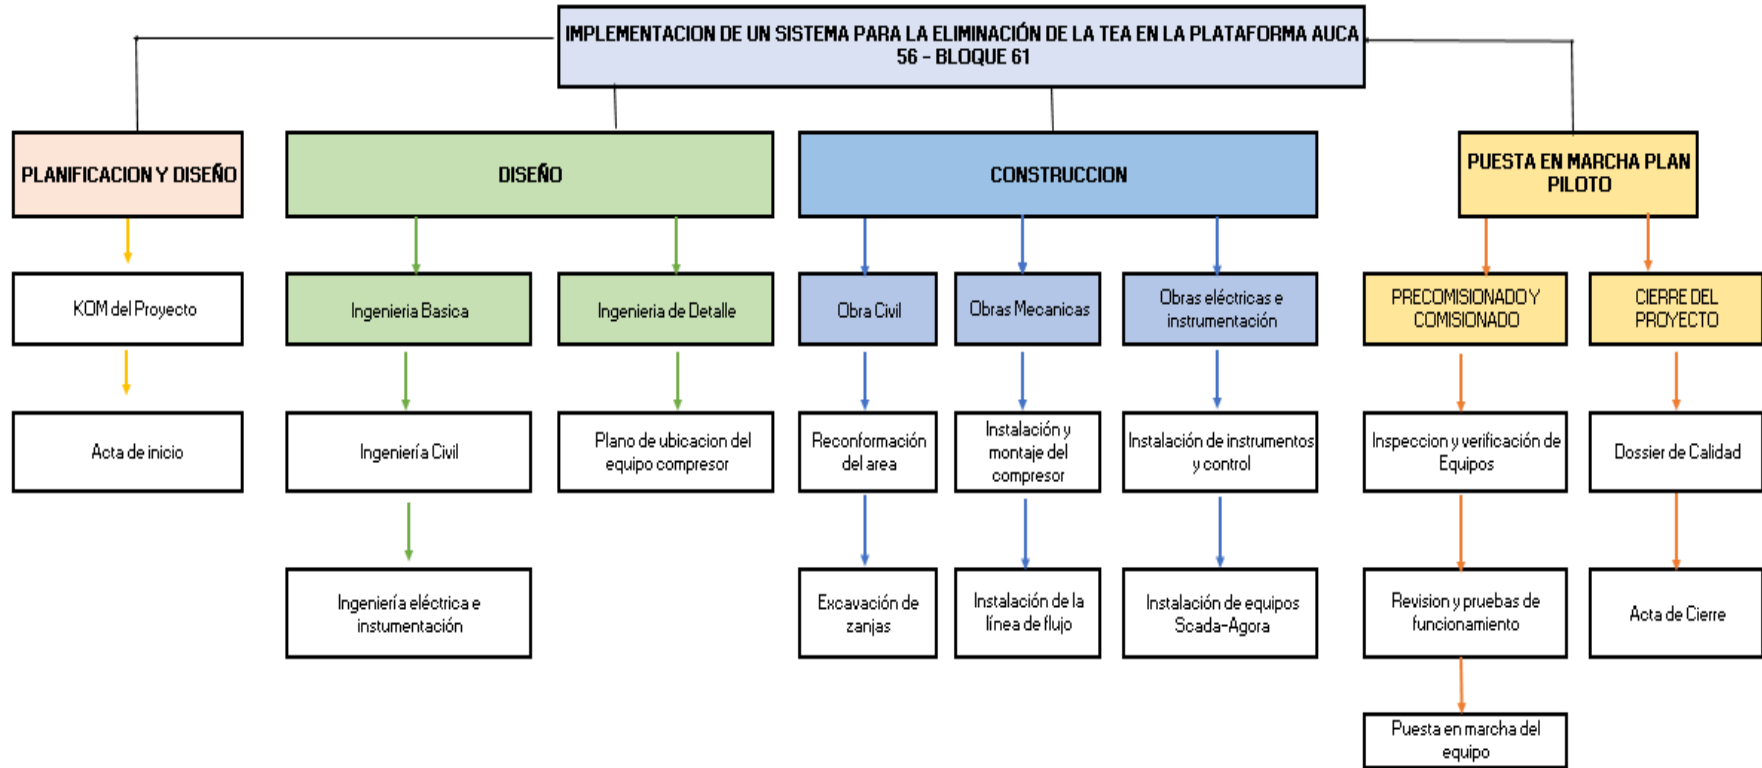 IMPLEMENTACION DE UN SISTEMA PARA LA ELIMINACIÓN DE LA TEA EN LA PLATAFORMA AUCA
56 - BLOQUE 61
PLANIFICACION Y DISEÑO
DISEÑO
CONSTRUCCION
PUESTA EN MARCHA PLAN
PILOTO
KOM del Proyecto
Ingenieria Basica
Ingenieria de Detalle
Obra Civil
Obras Mecanicas
Obras eléctricas e
instrumentación
PRECOMISIONADO Y
COMISIONADO
CIERRE DEL
PROYECTO
Acta de inicio
Ingeniería Civil
Plano de ubicacion del
equipo compresor
Reconformación
del area
Instalación y
montaje del
compresor
Instalación de instrumentos
y control
Inspeccion y verificación de
Equipos
Dossier de Calidad
Ingeniería eléctrica e
instumentación
Excavación de
zanjas
Instalación de la
línea de flujo
Instalación de equipos
Scada-Agora
Revision y pruebas de
funcionamiento
Acta de Cierre
Puesta en marcha del
equipo